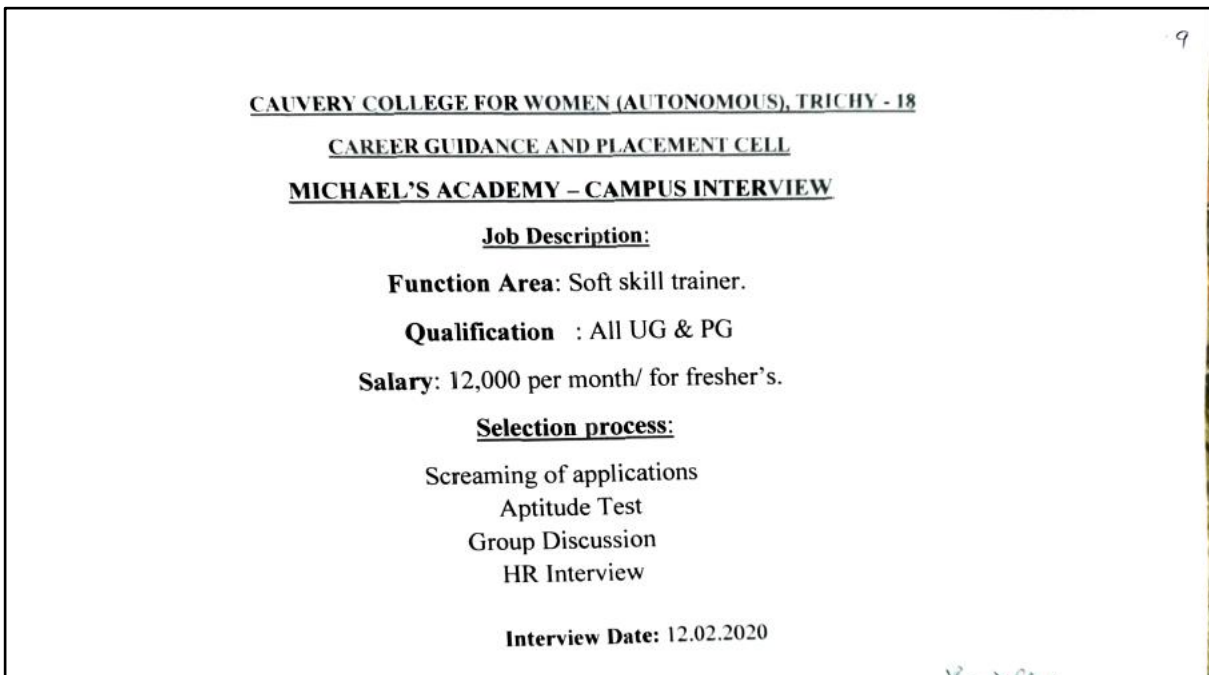 9
CAUVERY COLLEGE FOR WOMEN (AUTONOMOUS), TRICHY - 18
CAREER GUIDANCE AND PLACEMENT CELL
MICHAEL'S ACADEMY – CAMPUS INTERVIEW
Job Description:
Function Area: Soft skill trainer.
Qualification : All UG & PG
Salary: 12,000 per month/ for fresher's.
Selection process:
Screaming of applications
Aptitude Test
Group Discussion
HR Interview
Interview Date: 12.02.2020